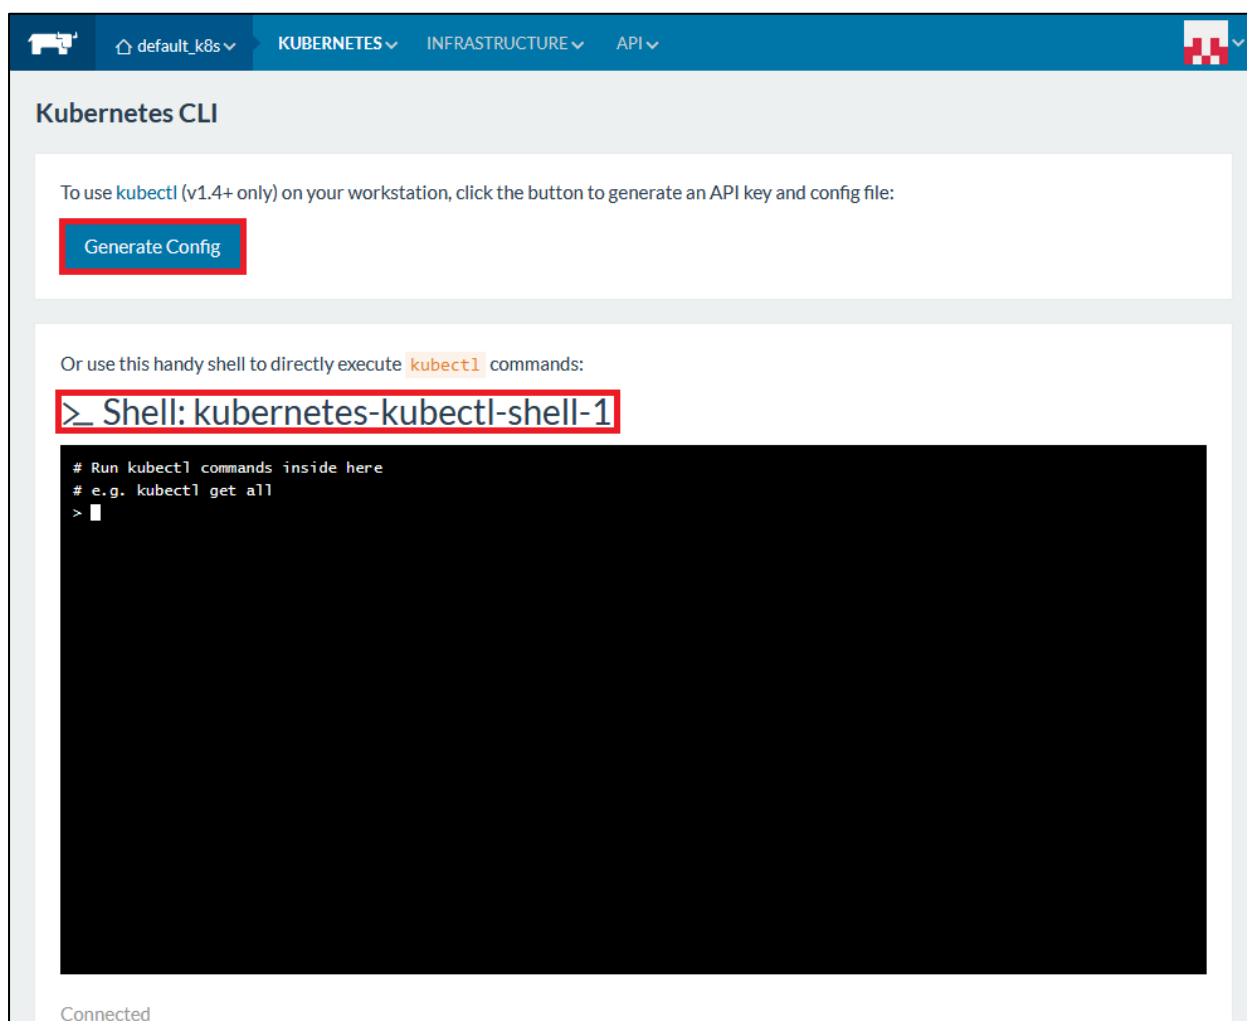 default_k8s KUBERNETES INFRASTRUCTURE API
Kubernetes CLI
To use kubectl (v1.4+ only) on your workstation, click the button to generate an API key and config file:
Generate Config
Or use this handy shell to directly execute kubectl commands:
>_ Shell: kubernetes-kubectl-shell-1
# Run kubectl commands inside here
# e.g. kubectl get all
>
Connected